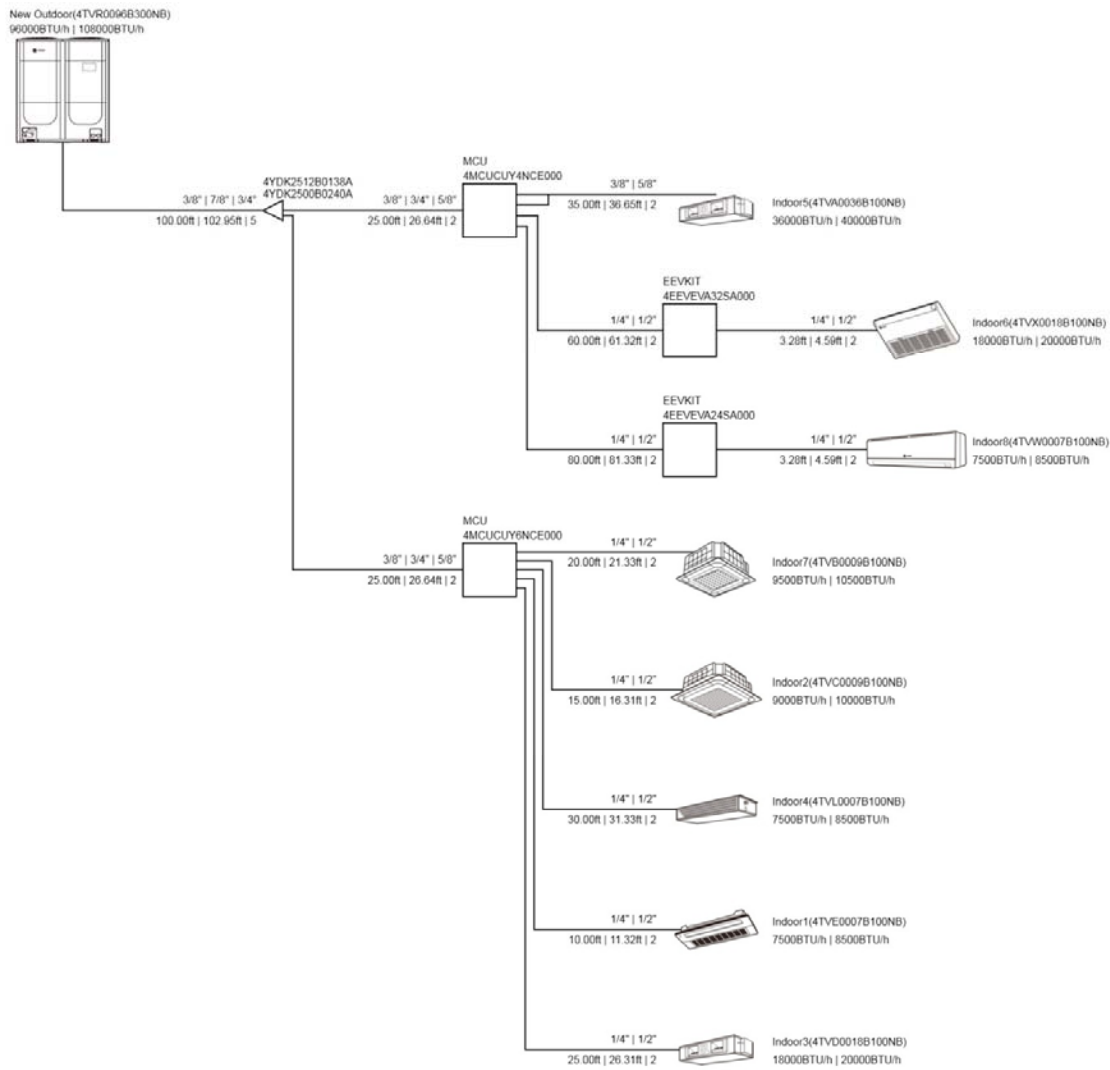 New Outdoor(4TVR0096B300NB)
96000BTU/h | 108000BTU/h
4YDK2512B0138A
4YDK2500B0240A
3/8" | 7/8" | 3/4"
100.00ft | 102.95ft | 5
MCU
4MCUCUY4NCE000
3/8" | 3/4" | 5/8"
25.00ft | 26.64ft | 2
3/8" | 5/8"
35.00ft | 36.65ft | 2
Indoor5(4TVA0036B100NB)
36000BTU/h | 40000BTU/h
EEVKIT
4EEVEVA32SA000
1/4" | 1/2"
60.00ft | 61.32ft | 2
1/4" | 1/2"
3.28ft | 4.59ft | 2
Indoor6(4TVX0018B100NB)
18000BTU/h | 20000BTU/h
EEVKIT
4EEVEVA24SA000
1/4" | 1/2"
80.00ft | 81.33ft | 2
1/4" | 1/2"
3.28ft | 4.59ft | 2
Indoor8(4TVW0007B100NB)
7500BTU/h | 8500BTU/h
MCU
4MCUCUY6NCE000
3/8" | 3/4" | 5/8"
25.00ft | 26.64ft | 2
1/4" | 1/2"
20.00ft | 21.33ft | 2
Indoor7(4TVB0009B100NB)
9500BTU/h | 10500BTU/h
1/4" | 1/2"
15.00ft | 16.31ft | 2
Indoor2(4TVC0009B100NB)
9000BTU/h | 10000BTU/h
1/4" | 1/2"
30.00ft | 31.33ft | 2
Indoor4(4TVL0007B100NB)
7500BTU/h | 8500BTU/h
1/4" | 1/2"
10.00ft | 11.32ft | 2
Indoor1(4TVE0007B100NB)
7500BTU/h | 8500BTU/h
1/4" | 1/2"
25.00ft | 26.31ft | 2
Indoor3(4TVD0018B100NB)
18000BTU/h | 20000BTU/h